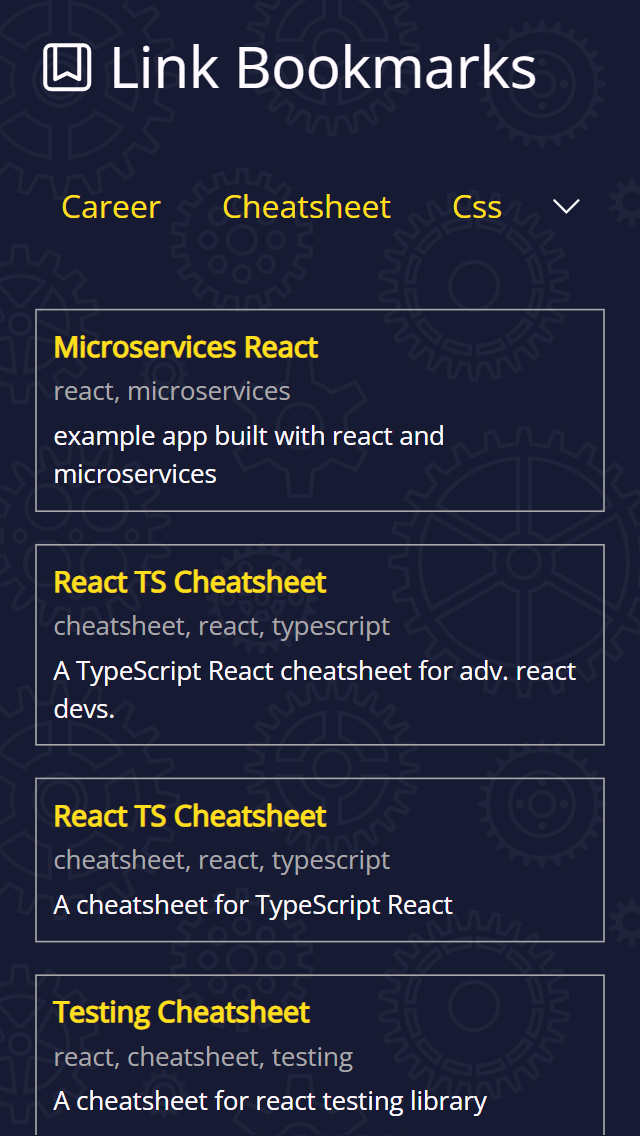 Link Bookmarks
Career Cheatsheet Css
Microservices React
react, microservices
example app built with react and
microservices
React TS Cheatsheet
cheatsheet, react, typescript
A TypeScript React cheatsheet for adv. react
devs.
React TS Cheatsheet
cheatsheet, react, typescript
A cheatsheet for TypeScript React
Testing Cheatsheet
react, cheatsheet, testing
A cheatsheet for react testing library